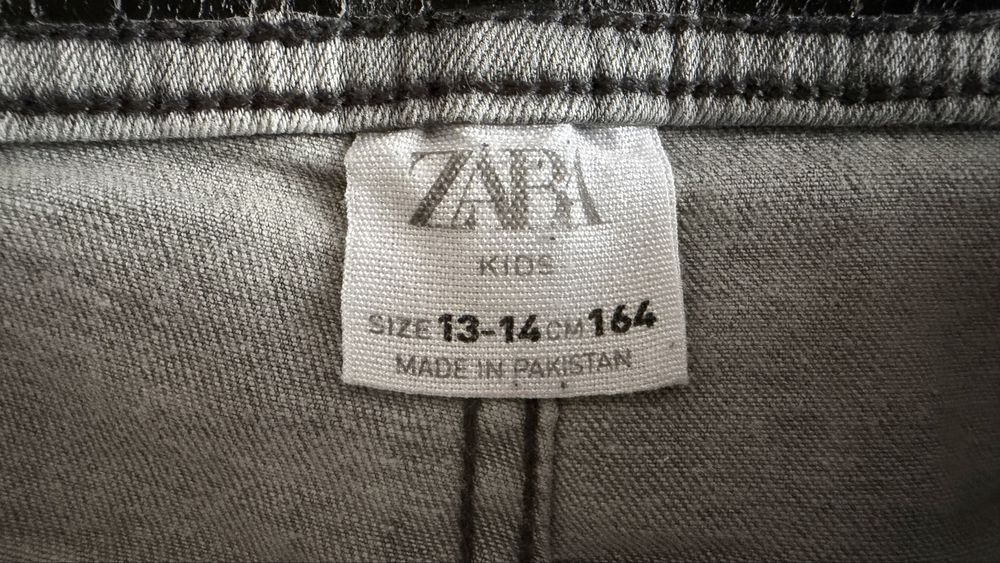 ZARA
KIDS
SIZE 13-14 CM 164
MADE IN PAKISTAN